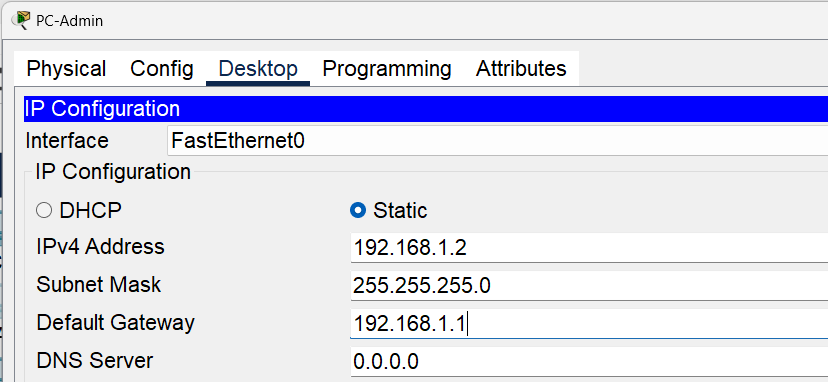 PC-Admin
Physical Config Desktop Programming Attributes
IP Configuration
Interface FastEthernet0
IP Configuration
DHCP Static
IPv4 Address 192.168.1.2
Subnet Mask 255.255.255.0
Default Gateway 192.168.1.1
DNS Server 0.0.0.0